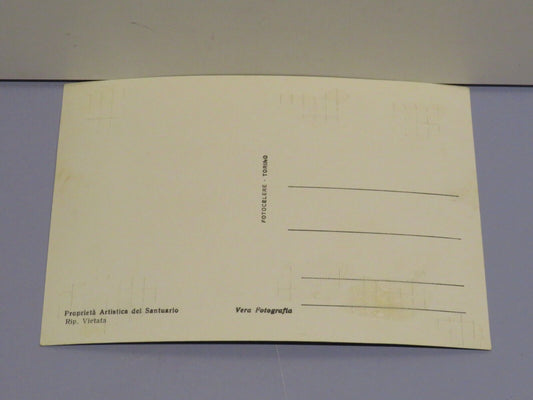 FOTOCELERE - TORINO
Proprietà Artistica del Santuario
Rip. Vietata
Vera Fotografia